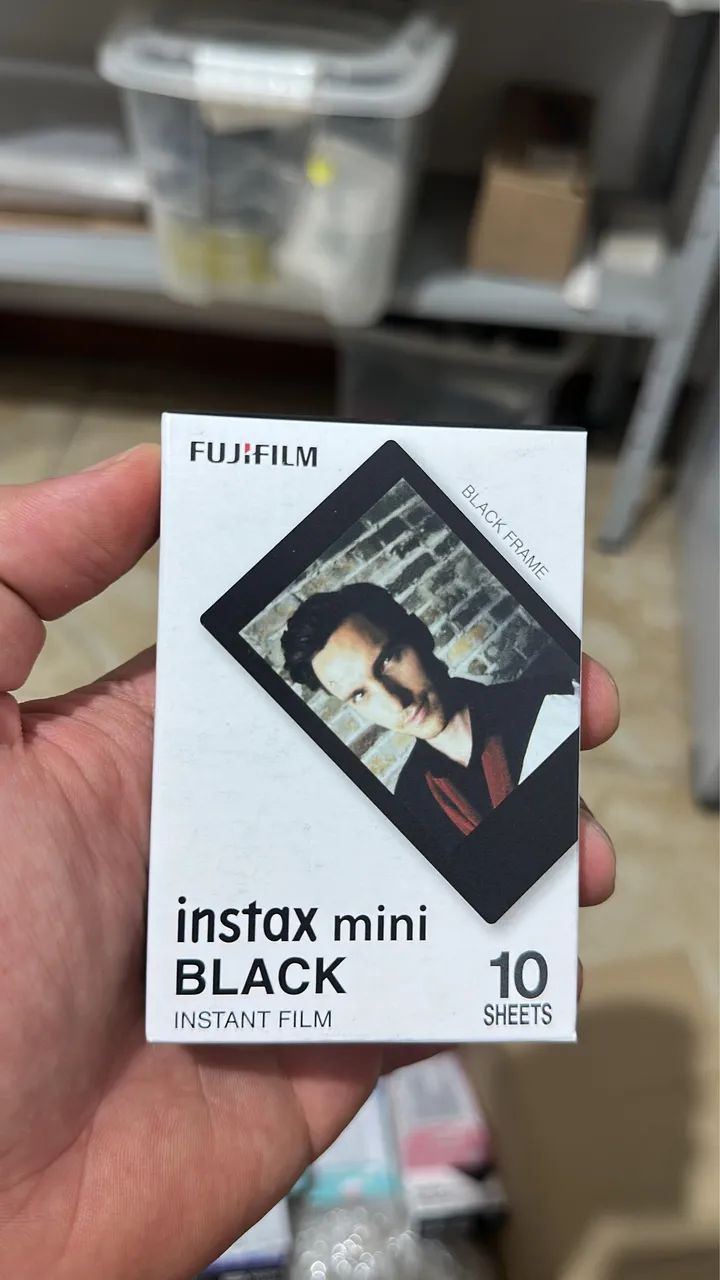 FUJIFILM
BLACK FRAME
instax mini
BLACK
INSTANT FILM
10
SHEETS